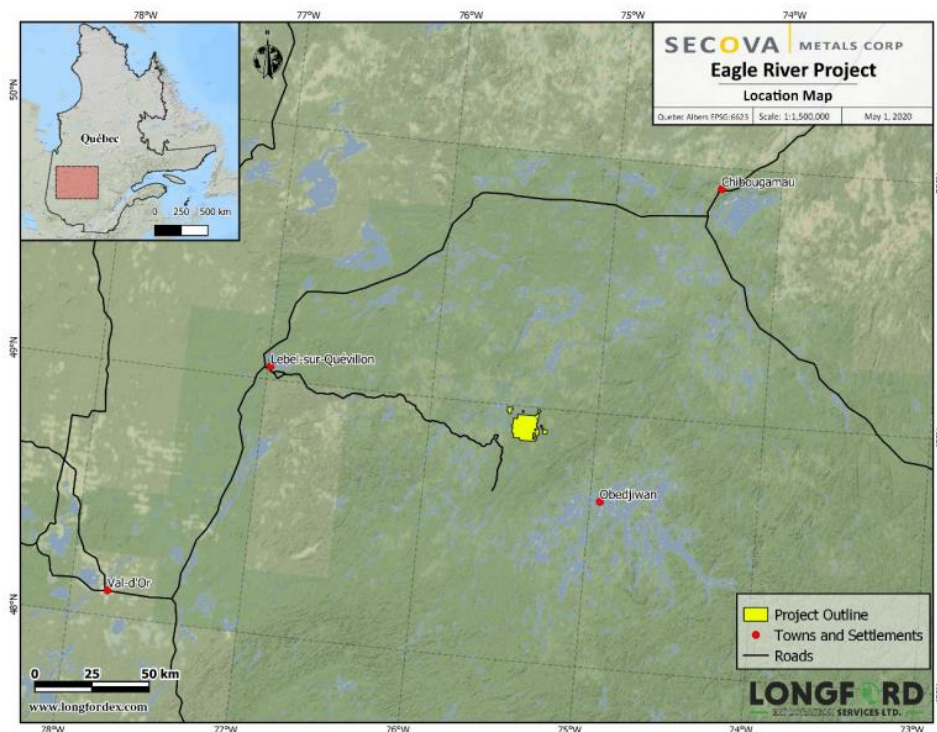 77°W 76°W 75°W 74°W
N
SECOVA METALS CORP
Eagle River Project
Location Map
Quebec Albers EPSG:6623 Scale: 1:1,500,000 May 1, 2020
50°N
Québec
0 250 500 km
Chibougamau
49°N
Lebel-sur-Quévillon
Obedjiwan
48°N
Val-d'Or
Project Outline
Towns and Settlements
Roads
0 25 50 km
www.longfordex.com
LONGFORD
EXPLORATION SERVICES LTD.
78°W 77°W 76°W 75°W 74°W 73°W